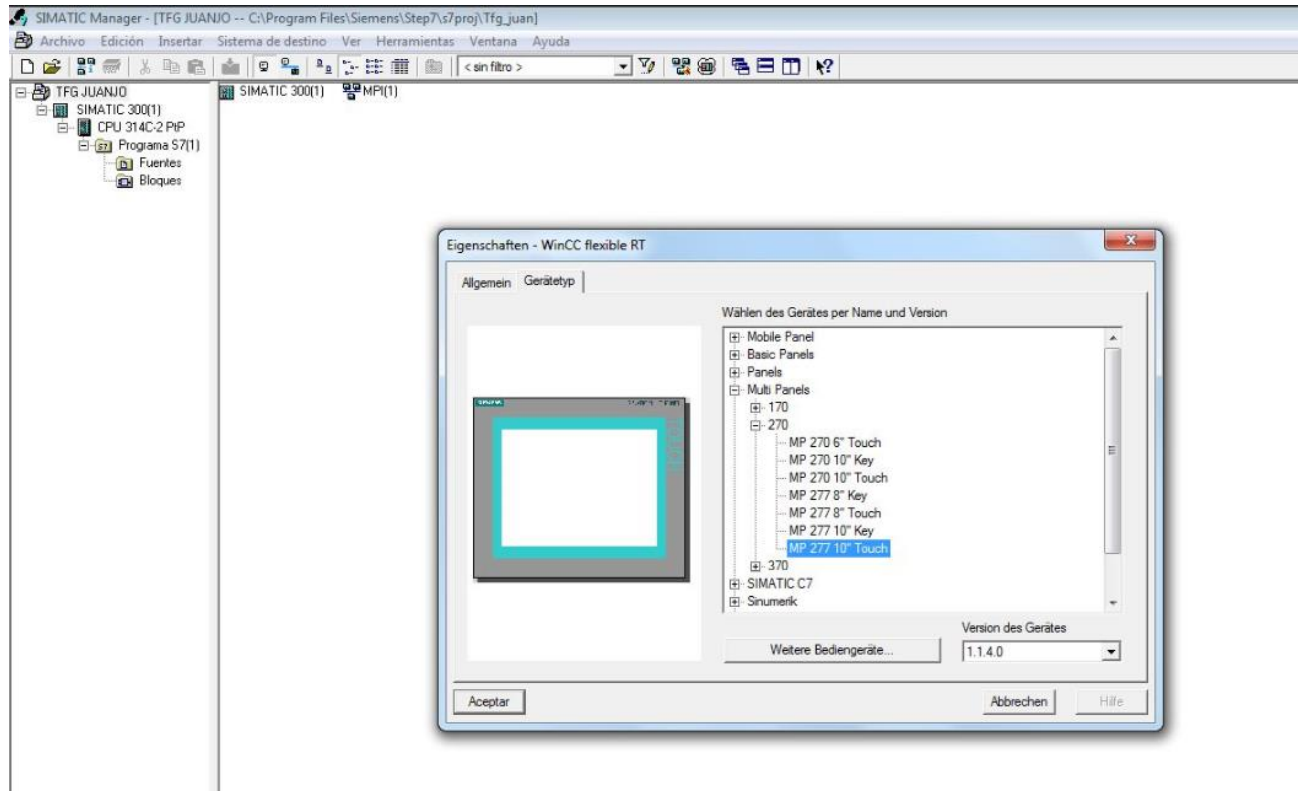 SIMATIC Manager - [TFG JUANJO -- C:\Program Files\Siemens\Step7\s7proj\Tfg_juan]
Archivo Edición Insertar Sistema de destino Ver Herramientas Ventana Ayuda
< sin filtro >
TFG JUANJO
SIMATIC 300(1)
CPU 314C-2 PtP
Programa S7(1)
Fuentes
Bloques
SIMATIC 300(1) MPI(1)
Eigenschaften - WinCC flexible RT
Allgemein Gerätetyp
Wählen des Gerätes per Name und Version
Mobile Panel
Basic Panels
Panels
Multi Panels
170
270
MP 270 6" Touch
MP 270 10" Key
MP 270 10" Touch
MP 277 8" Key
MP 277 8" Touch
MP 277 10" Key
MP 277 10" Touch
370
SIMATIC C7
Sinumerik
Version des Gerätes
Weitere Bediengeräte... 1.1.4.0
Aceptar Abbrechen Hilfe